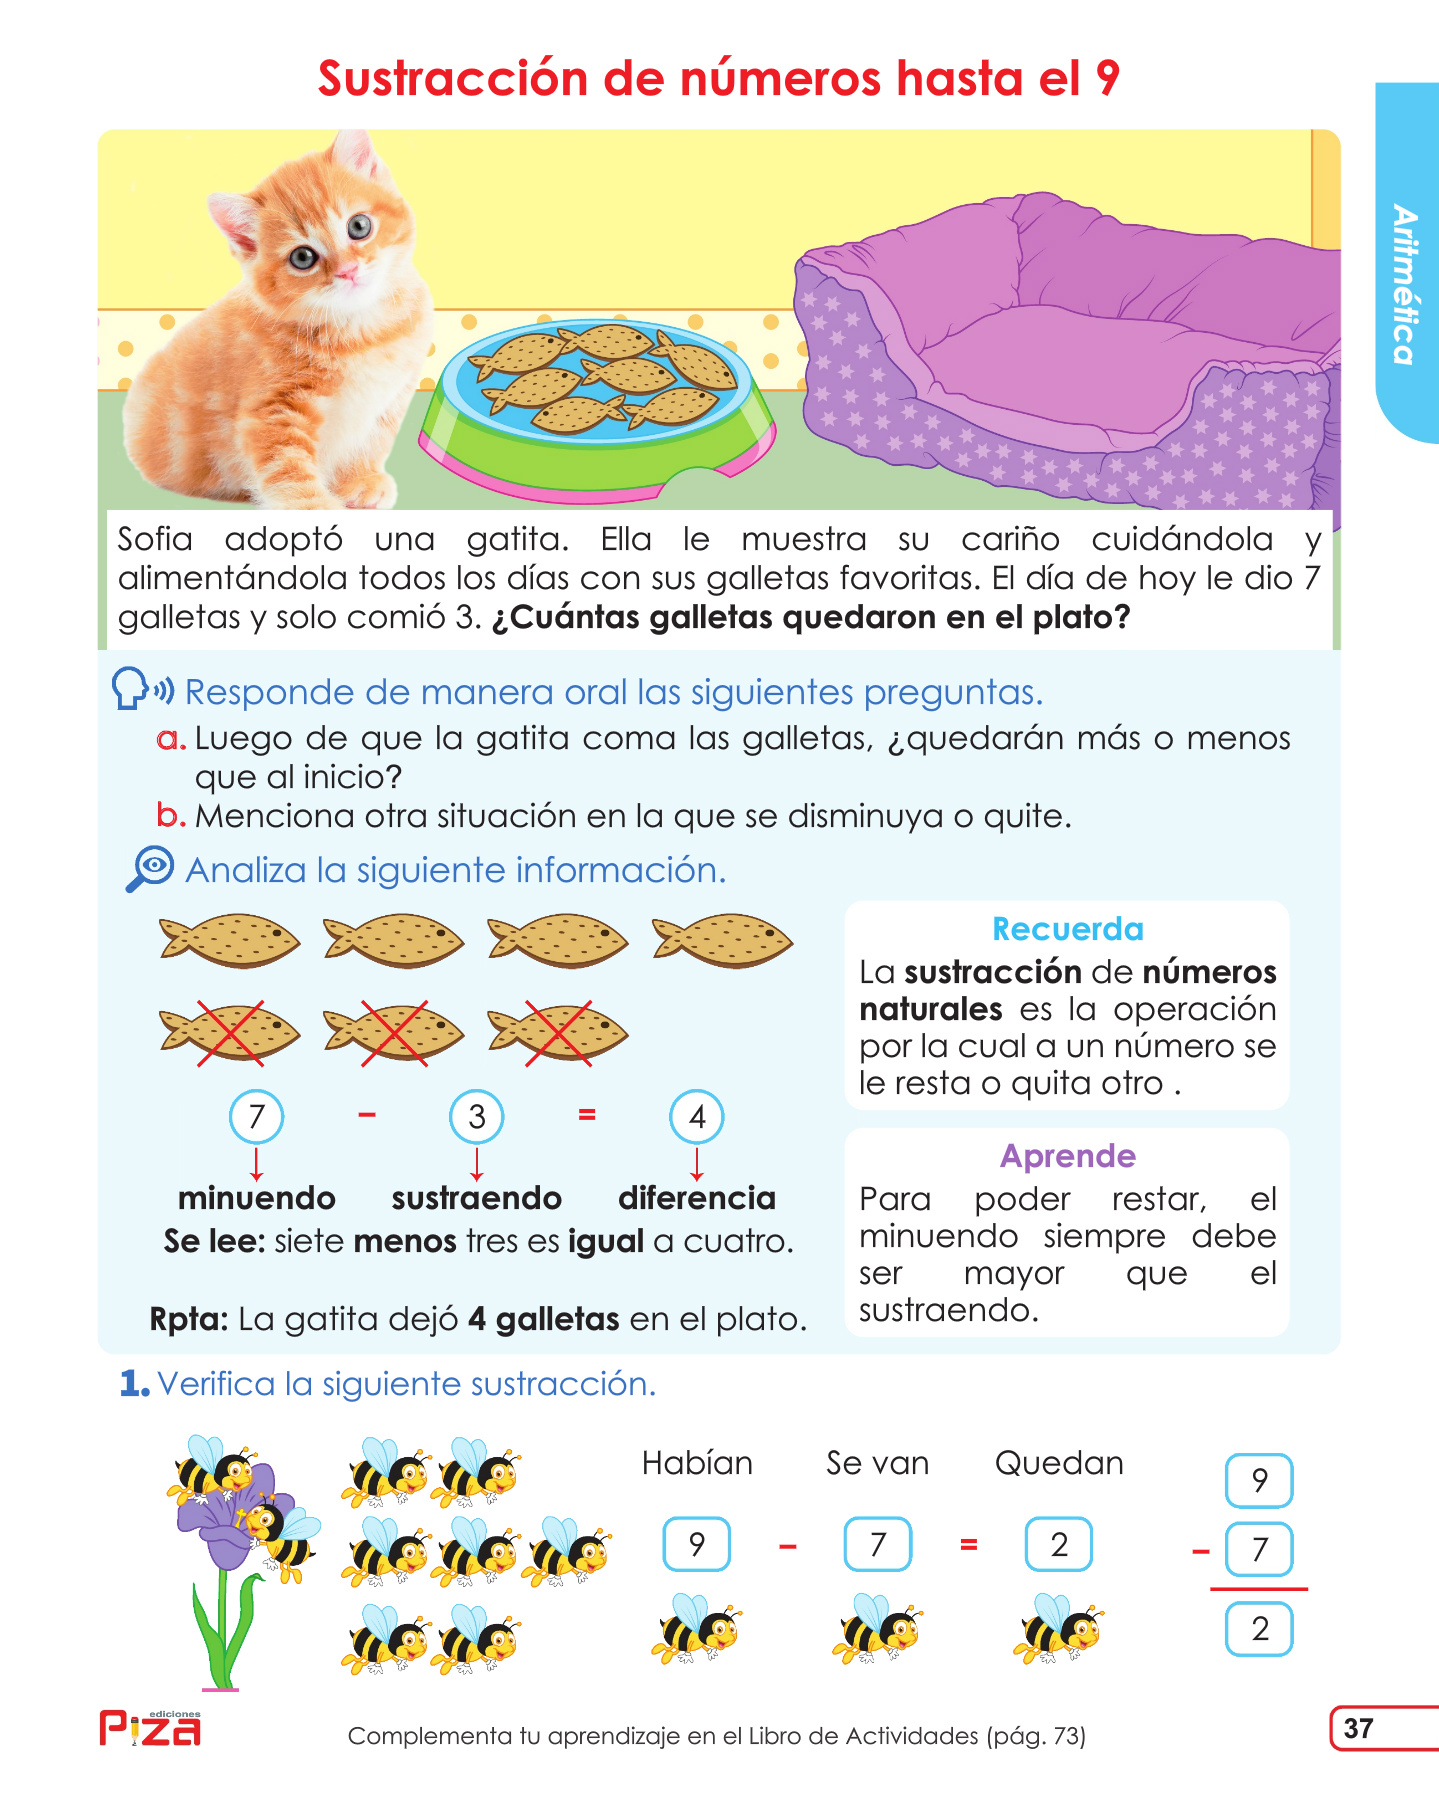 Sustracción de números hasta el 9
Aritmética
Sofia adoptó una gatita. Ella le muestra su cariño cuidándola y
alimentándola todos los días con sus galletas favoritas. El día de hoy le dio 7
galletas y solo comió 3. ¿Cuántas galletas quedaron en el plato?
Responde de manera oral las siguientes preguntas.
a. Luego de que la gatita coma las galletas, ¿quedarán más o menos
que al inicio?
b. Menciona otra situación en la que se disminuya o quite.
Analiza la siguiente información.
7 - 3 = 4
minuendo sustraendo diferencia
Se lee: siete menos tres es igual a cuatro.
Rpta: La gatita dejó 4 galletas en el plato.
Recuerda
La sustracción de números
naturales es la operación
por la cual a un número se
le resta o quita otro .
Aprende
Para poder restar, el
minuendo siempre debe
ser mayor que el
sustraendo.
1. Verifica la siguiente sustracción.
Habían Se van Quedan
9 - 7 = 2
9
- 7
2
ediciones
Piza
Complementa tu aprendizaje en el Libro de Actividades (pág. 73)
37